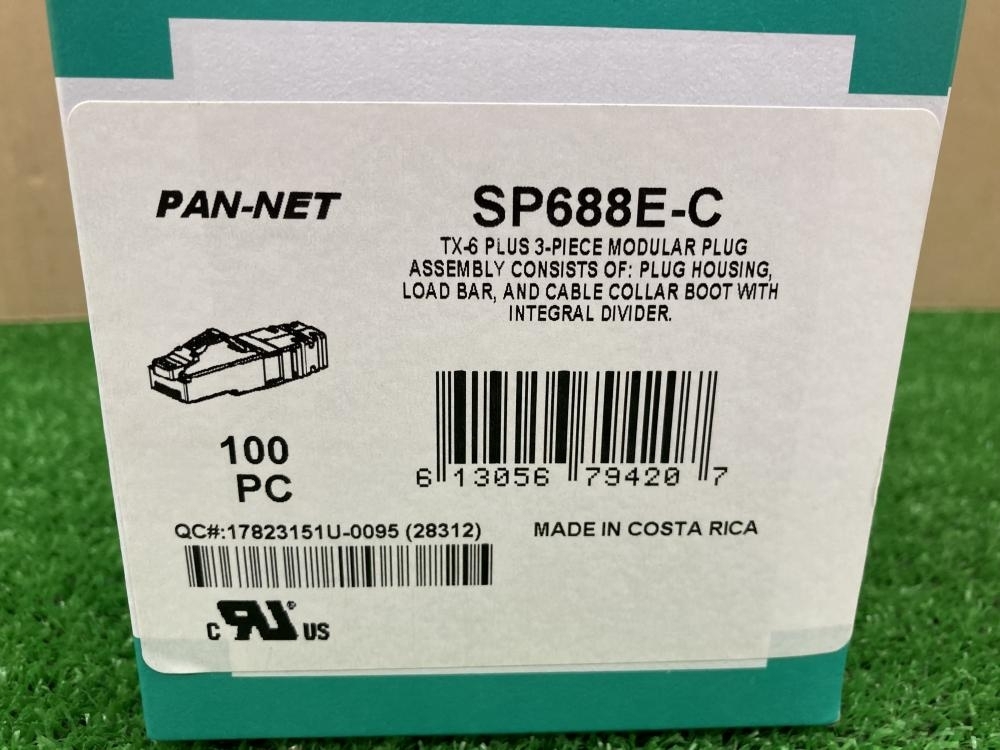 PAN-NET
SP688E-C
TX-6 PLUS 3-PIECE MODULAR PLUG
ASSEMBLY CONSISTS OF: PLUG HOUSING,
LOAD BAR, AND CABLE COLLAR BOOT WITH
INTEGRAL DIVIDER.
100
PC
6 13056 79420 7
QC#:17823151U-0095 (28312)
MADE IN COSTA RICA
C RU ® US